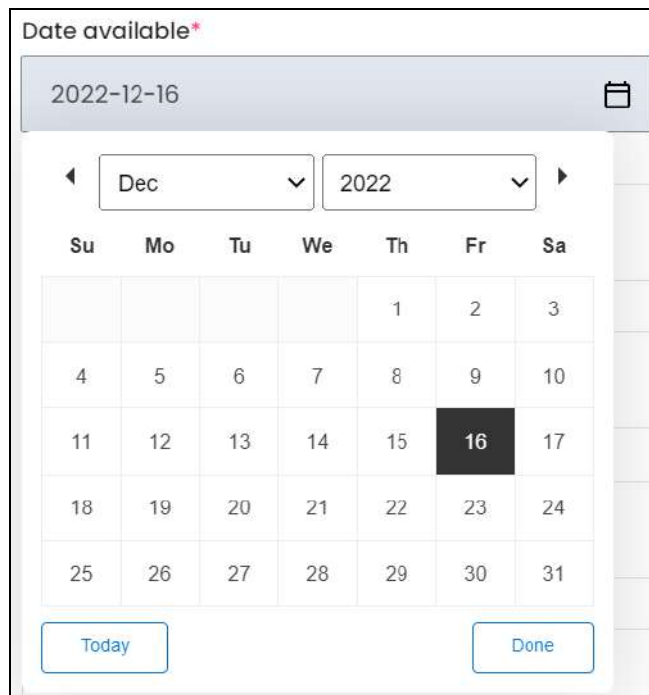 Date available*
2022-12-16
Dec 2022
Su Mo Tu We Th Fr Sa
1 2 3
4 5 6 7 8 9 10
11 12 13 14 15 16 17
18 19 20 21 22 23 24
25 26 27 28 29 30 31
Today Done